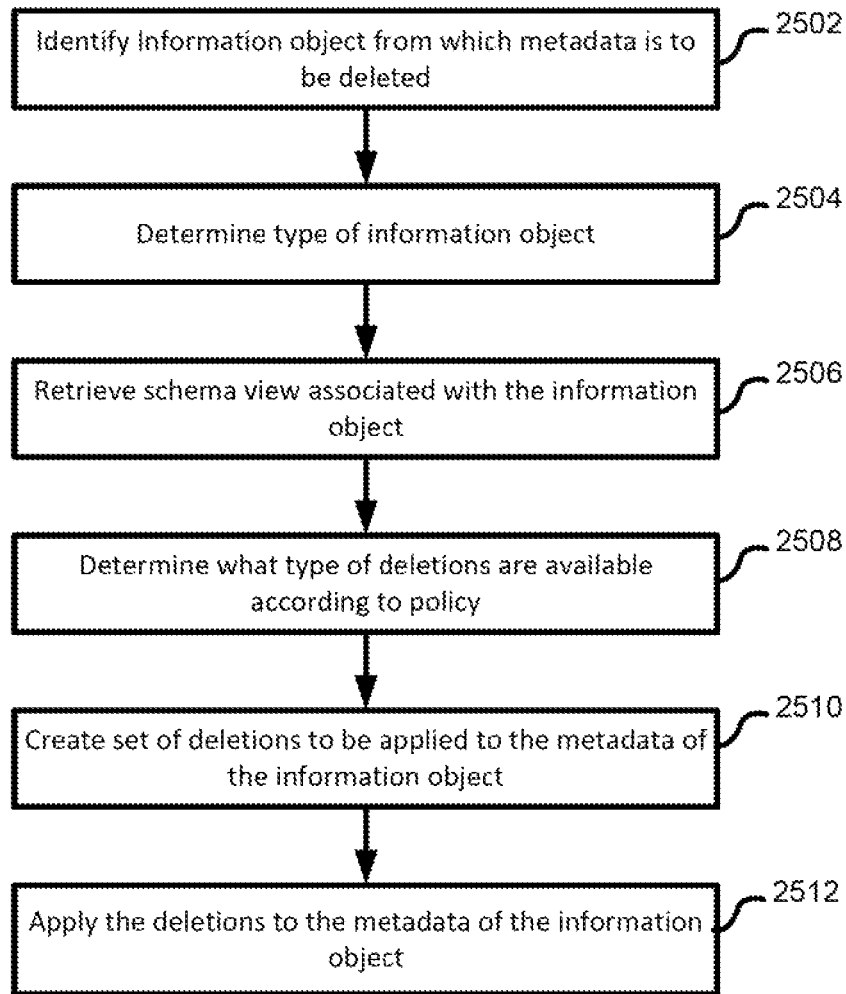 Identify Information object from which metadata is to
be deleted
2502
Determine type of information object
2504
Retrieve schema view associated with the information
object
2506
Determine what type of deletions are available
according to policy
2508
Create set of deletions to be applied to the metadata of
the information object
2510
Apply the deletions to the metadata of the information
object
2512